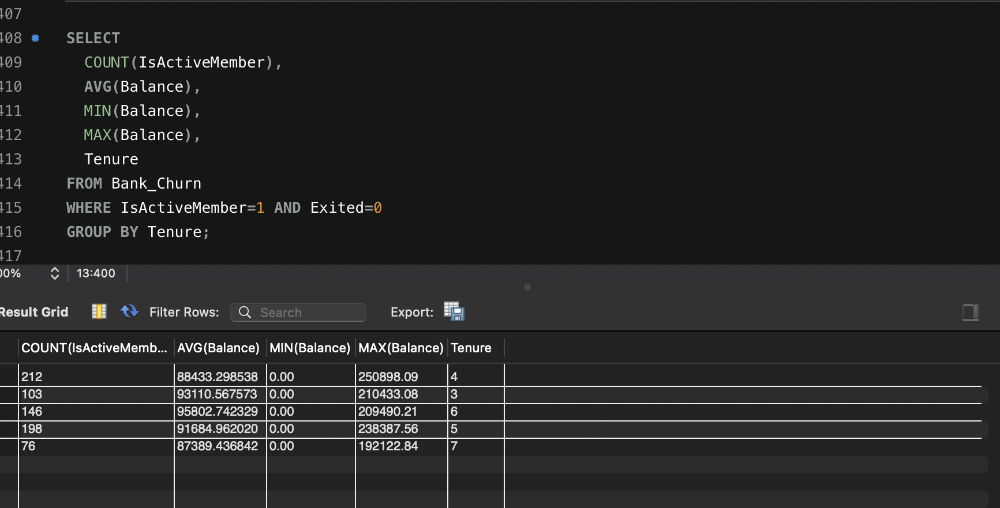 407
408 SELECT
409 COUNT(IsActiveMember),
410 AVG(Balance),
411 MIN(Balance),
412 MAX(Balance),
413 Tenure
414 FROM Bank_Churn
415 WHERE IsActiveMember=1 AND Exited=0
416 GROUP BY Tenure;
417
00% 13:400
Result Grid Filter Rows: Search Export:
COUNT(IsActiveMemb... AVG(Balance) MIN(Balance) MAX(Balance) Tenure
212 88433.298538 0.00 250898.09 4
103 93110.567573 0.00 210433.08 3
146 95802.742329 0.00 209490.21 6
198 91684.962020 0.00 238387.56 5
76 87389.436842 0.00 192122.84 7